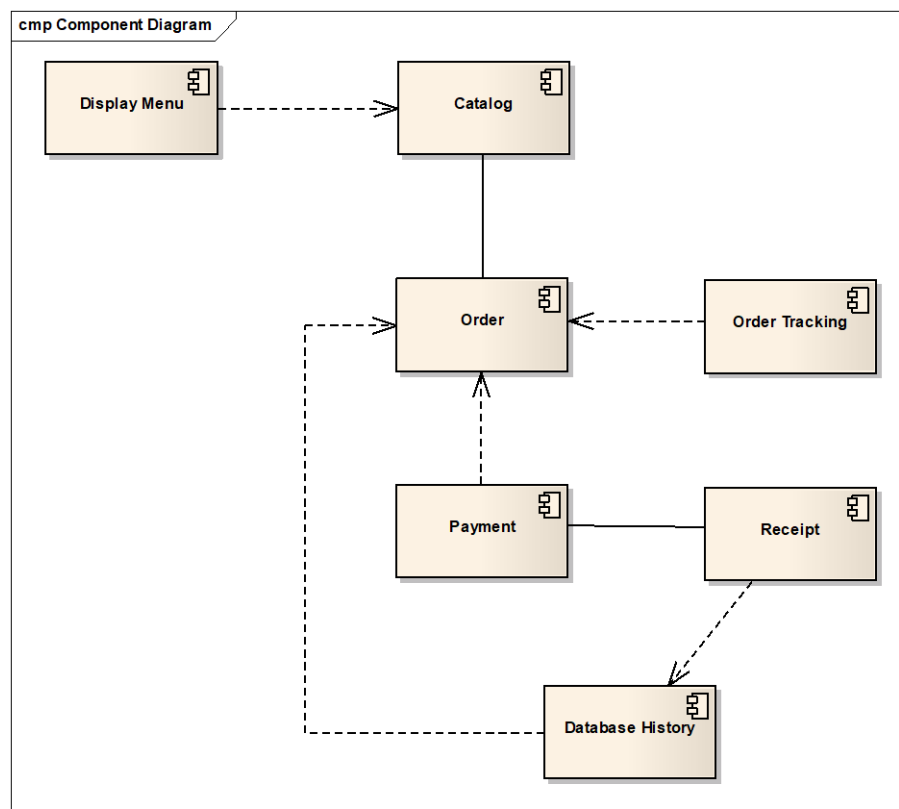 cmp Component Diagram
Display Menu
Catalog
Order
Order Tracking
Payment
Receipt
Database History